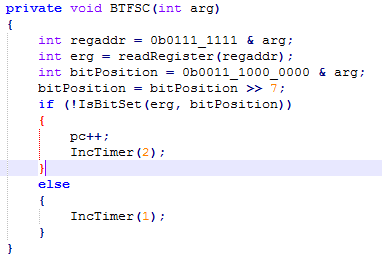 private void BTFSC(int arg)
{
    int regaddr = 0b0111_1111 & arg;
    int erg = readRegister(regaddr);
    int bitPosition = 0b0011_1000_0000 & arg;
    bitPosition = bitPosition >> 7;
    if (!IsBitSet(erg, bitPosition))
    {
        pc++;
        IncTimer(2);
    }
    else
    {
        IncTimer(1);
    }
}